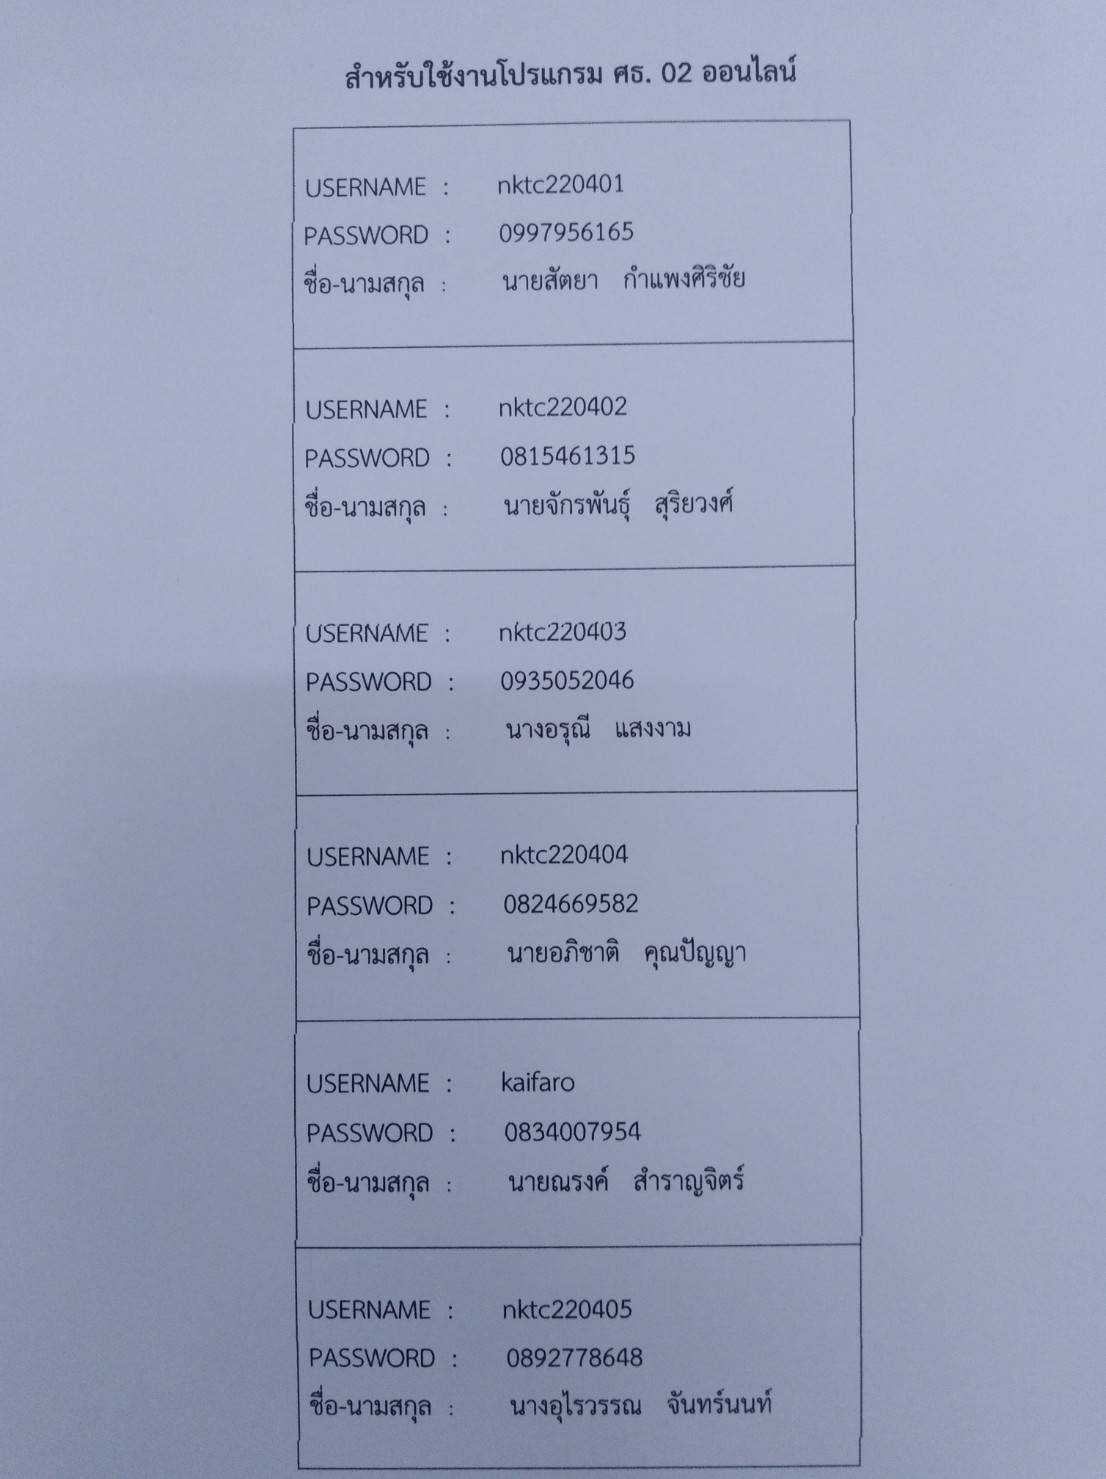 สำหรับใช้งานโปรแกรม ศธ. 02 ออนไลน์
USERNAME : nktc220401
PASSWORD : 0997956165
ชื่อ-นามสกุล : นายสัตยา กำแพงศิริชัย
USERNAME : nktc220402
PASSWORD : 0815461315
ชื่อ-นามสกุล : นายจักรพันธุ์ สุริยวงศ์
USERNAME : nktc220403
PASSWORD : 0935052046
ชื่อ-นามสกุล : นางอรุณี แสงงาม
USERNAME : nktc220404
PASSWORD : 0824669582
ชื่อ-นามสกุล : นายอภิชาติ คุณปัญญา
USERNAME : kaifaro
PASSWORD : 0834007954
ชื่อ-นามสกุล : นายณรงค์ สำราญจิตร์
USERNAME : nktc220405
PASSWORD : 0892778648
ชื่อ-นามสกุล : นางอุไรวรรณ จันทร์นนท์